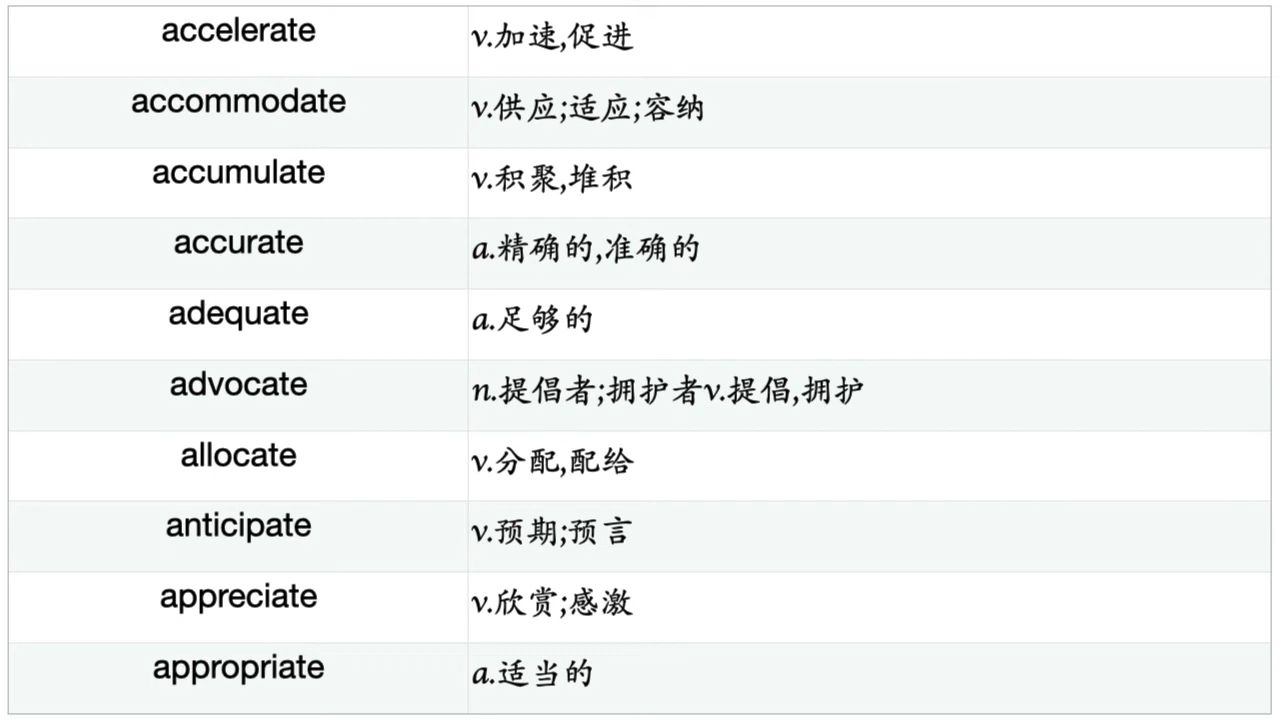 accelerate v.加速,促进
accommodate v.供应;适应;容纳
accumulate v.积聚,堆积
accurate a.精确的,准确的
adequate a.足够的
advocate n.提倡者;拥护者v.提倡,拥护
allocate v.分配,配给
anticipate v.预期;预言
appreciate v.欣赏;感激
appropriate a.适当的